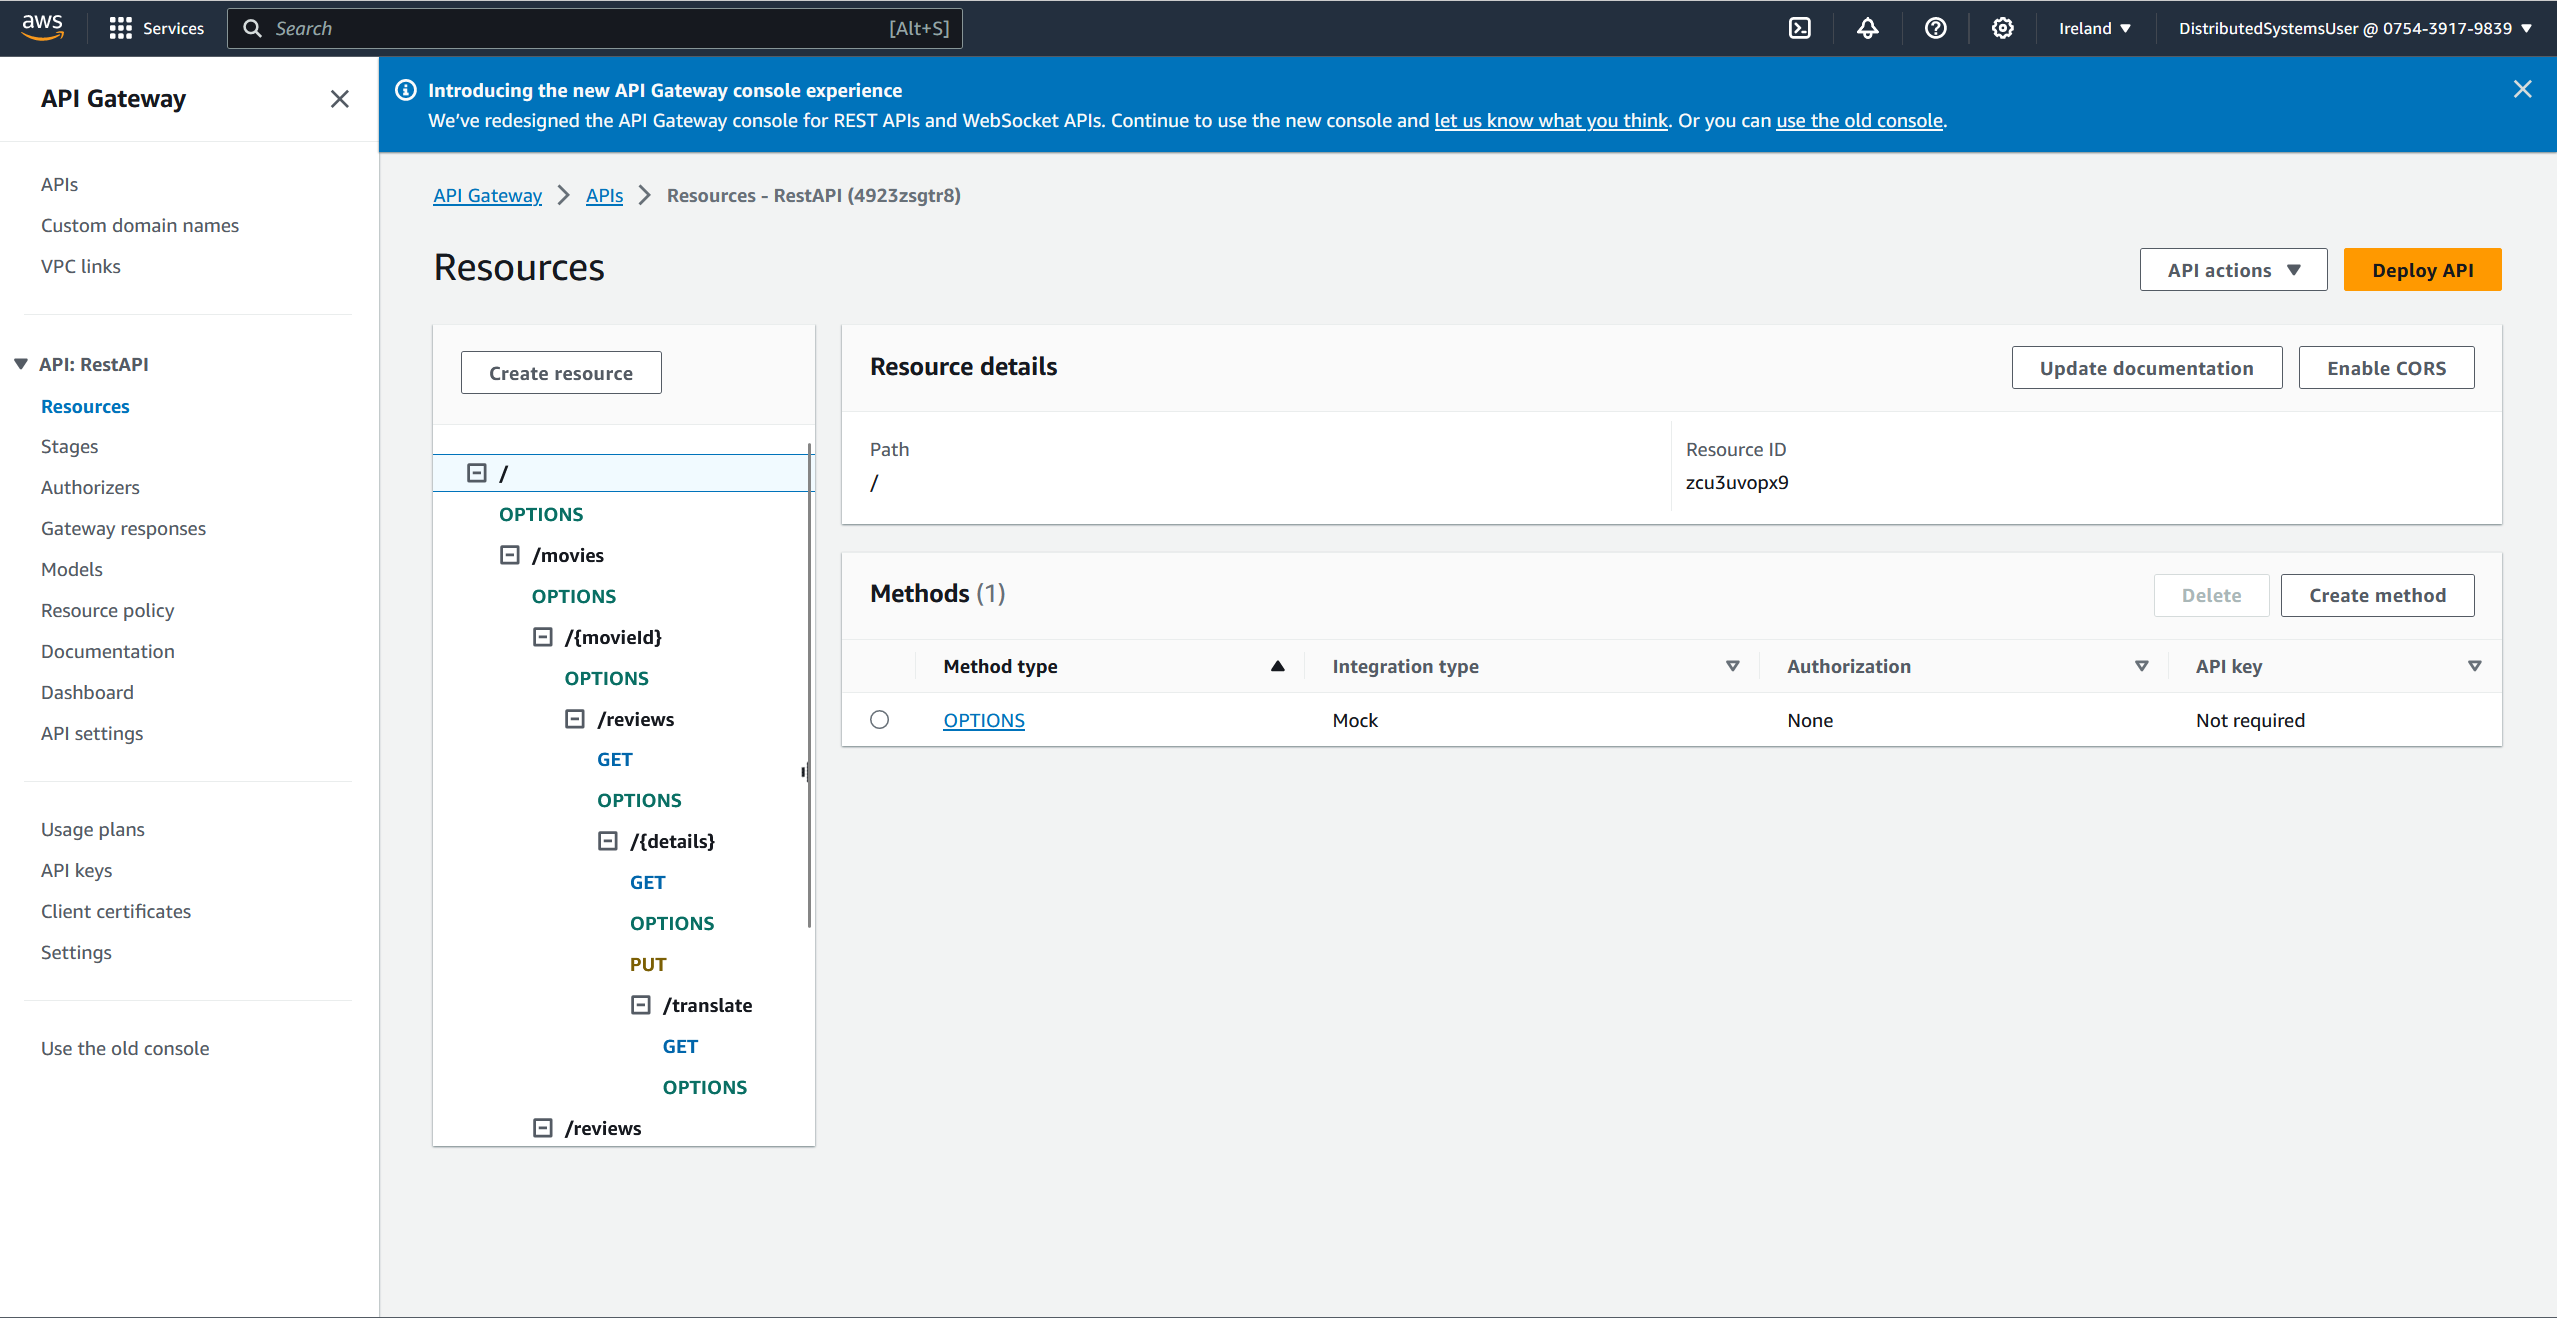 aws
Services
Search
[Alt+S]
Ireland
DistributedSystemsUser @ 0754-3917-9839
API Gateway
Introducing the new API Gateway console experience
We've redesigned the API Gateway console for REST APIs and WebSocket APIs. Continue to use the new console and let us know what you think. Or you can use the old console.
APIs
Custom domain names
VPC links
API: RestAPI
Resources
Stages
Authorizers
Gateway responses
Models
Resource policy
Documentation
Dashboard
API settings
Usage plans
API keys
Client certificates
Settings
Use the old console
API Gateway
APIs
Resources - RestAPI (4923zsgtr8)
Resources
API actions
Deploy API
Create resource
/
OPTIONS
/movies
OPTIONS
/{movieId}
OPTIONS
/reviews
GET
OPTIONS
/{details}
GET
OPTIONS
PUT
/translate
GET
OPTIONS
/reviews
Resource details
Update documentation
Enable CORS
Path
/
Resource ID
zcu3uvopx9
Methods (1)
Delete
Create method
Method type
Integration type
Authorization
API key
OPTIONS
Mock
None
Not required